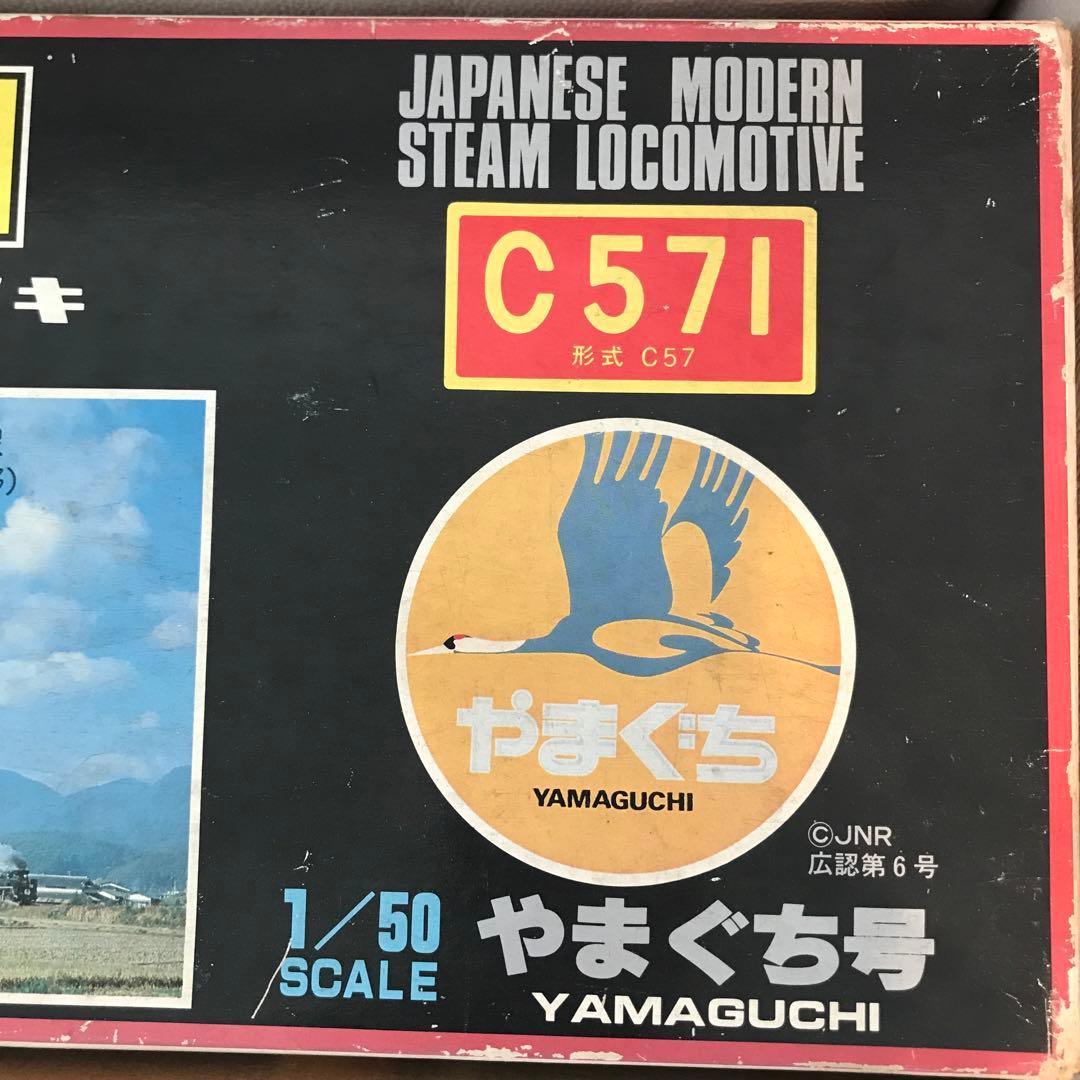 JAPANESE MODERN
STEAM LOCOMOTIVE
C571
形式 C57
キ
やまぐち
YAMAGUCHI
©JNR
広認第6号
1/50
SCALE
やまぐち号
YAMAGUCHI